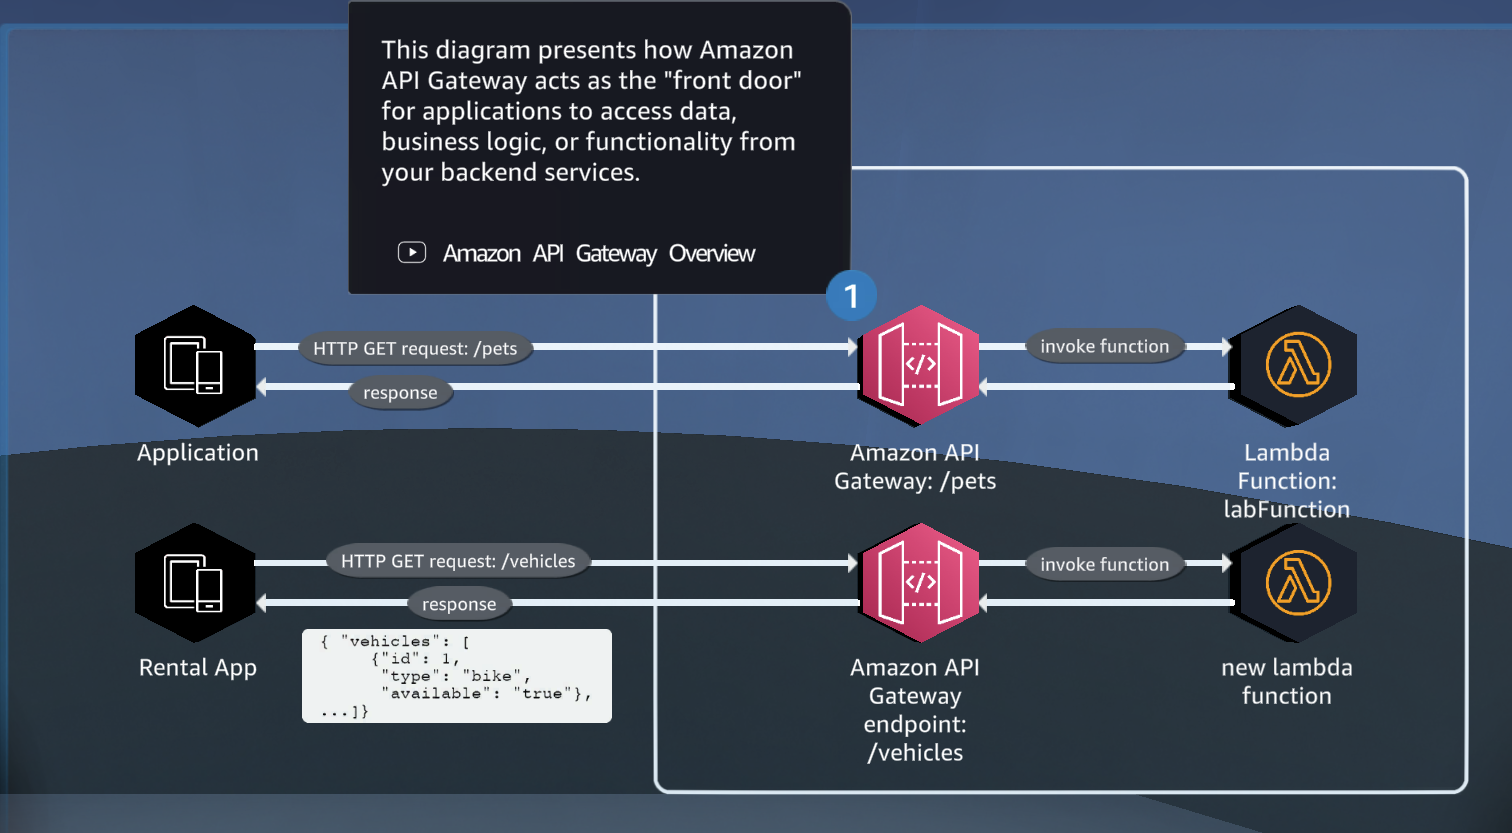 This diagram presents how Amazon
API Gateway acts as the "front door"
for applications to access data,
business logic, or functionality from
your backend services.
Amazon API Gateway Overview
1
HTTP GET request: /pets
invoke function
response
Application
Amazon API
Gateway: /pets
Lambda
Function:
labFunction
HTTP GET request: /vehicles
invoke function
response
{ "vehicles": [
{"id": 1,
"type": "bike",
"available": "true"},
...]}
Rental App
Amazon API
Gateway
endpoint:
/vehicles
new lambda
function